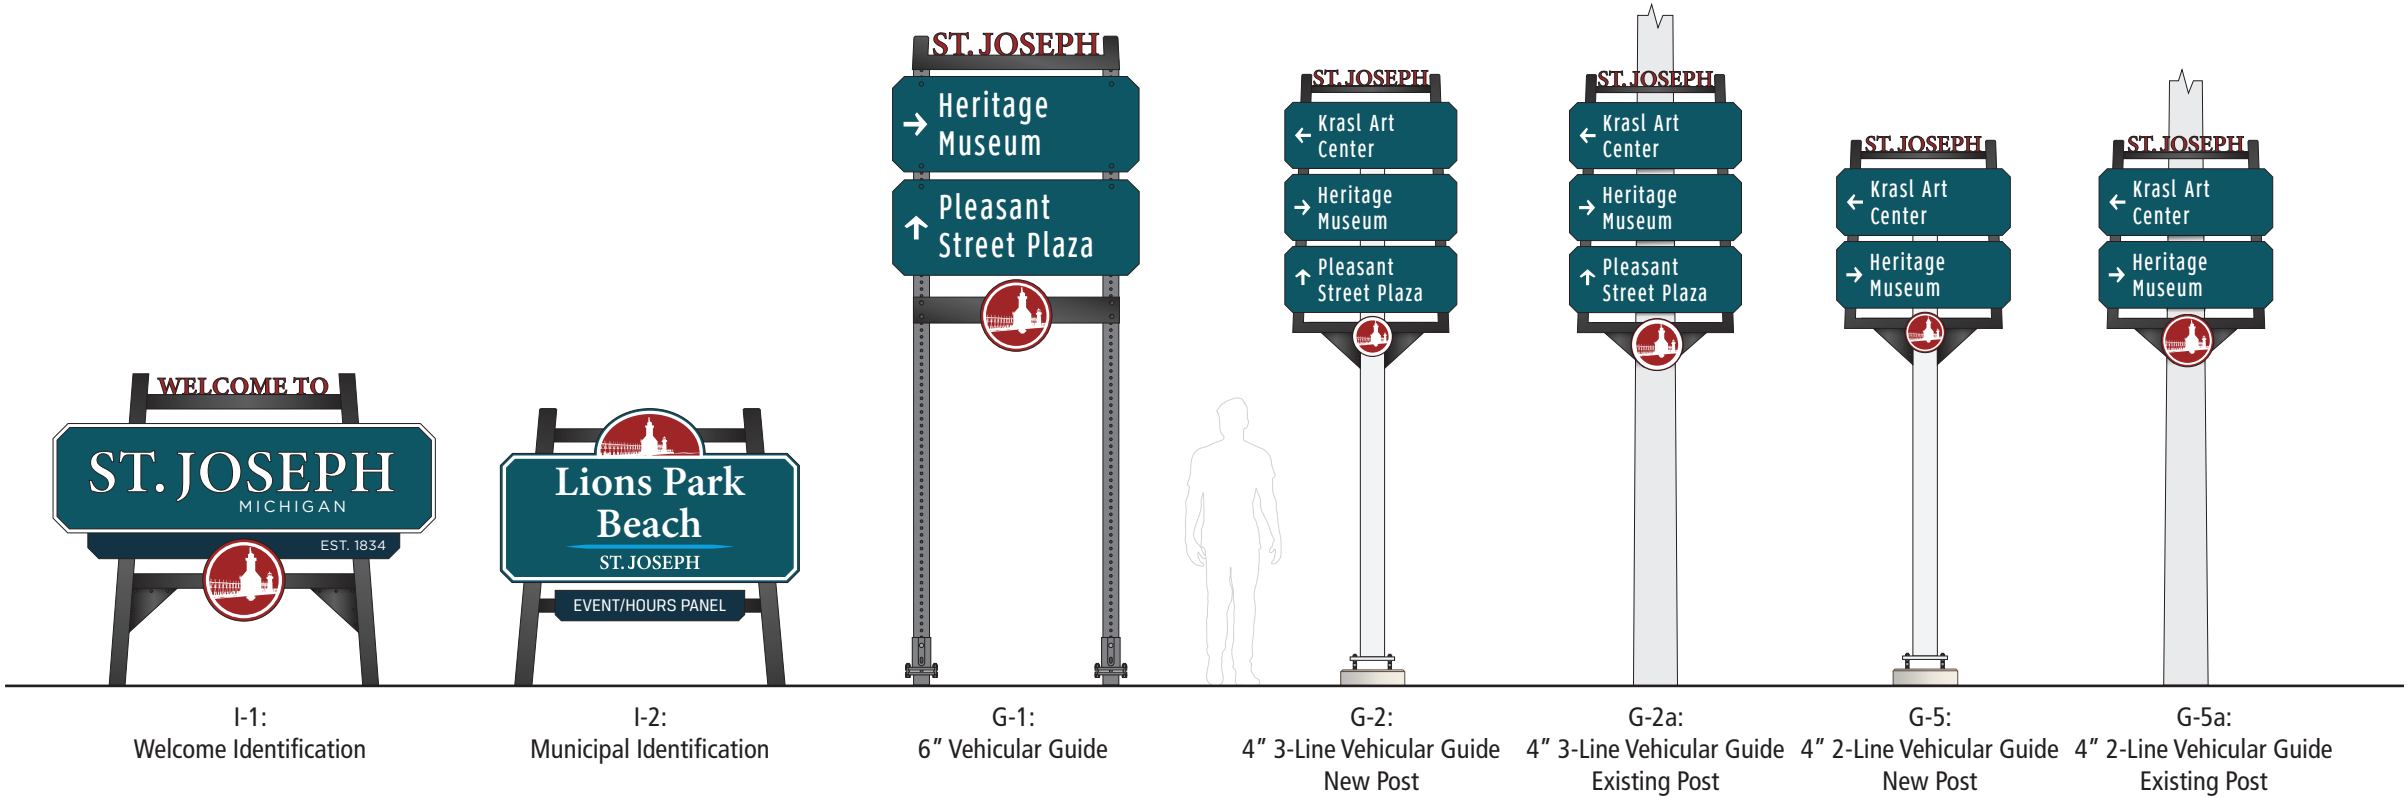 WELCOME TO
ST. JOSEPH
MICHIGAN
EST. 1834
I-1:
Welcome Identification
Lions Park
Beach
ST. JOSEPH
EVENT/HOURS PANEL
I-2:
Municipal Identification
ST. JOSEPH
→ Heritage
Museum
↑ Pleasant
Street Plaza
G-1:
6” Vehicular Guide
ST. JOSEPH
← Krasl Art
Center
→ Heritage
Museum
↑ Pleasant
Street Plaza
G-2:
4” 3-Line Vehicular Guide
New Post
ST. JOSEPH
← Krasl Art
Center
→ Heritage
Museum
↑ Pleasant
Street Plaza
G-2a:
4” 3-Line Vehicular Guide
Existing Post
ST. JOSEPH
← Krasl Art
Center
→ Heritage
Museum
G-5:
4” 2-Line Vehicular Guide
New Post
ST. JOSEPH
← Krasl Art
Center
→ Heritage
Museum
G-5a:
4” 2-Line Vehicular Guide
Existing Post